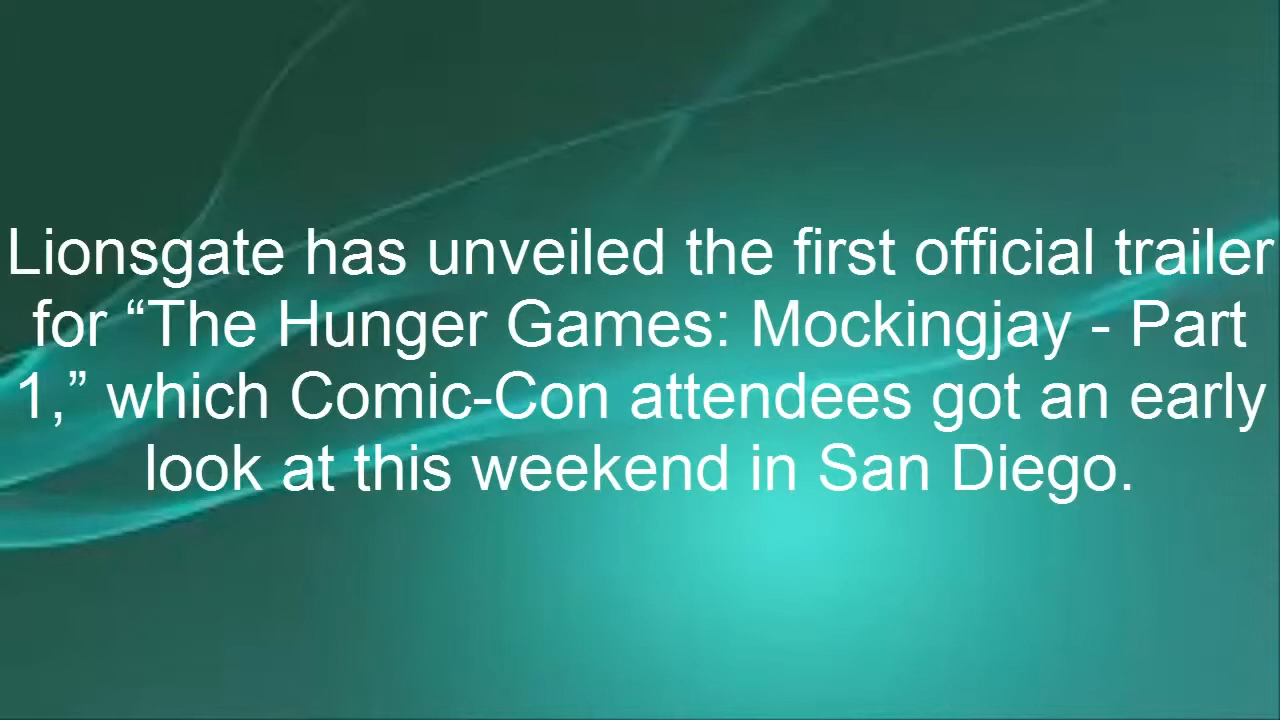 Lionsgate has unveiled the first official trailer
for “The Hunger Games: Mockingjay - Part
1,” which Comic-Con attendees got an early
look at this weekend in San Diego.